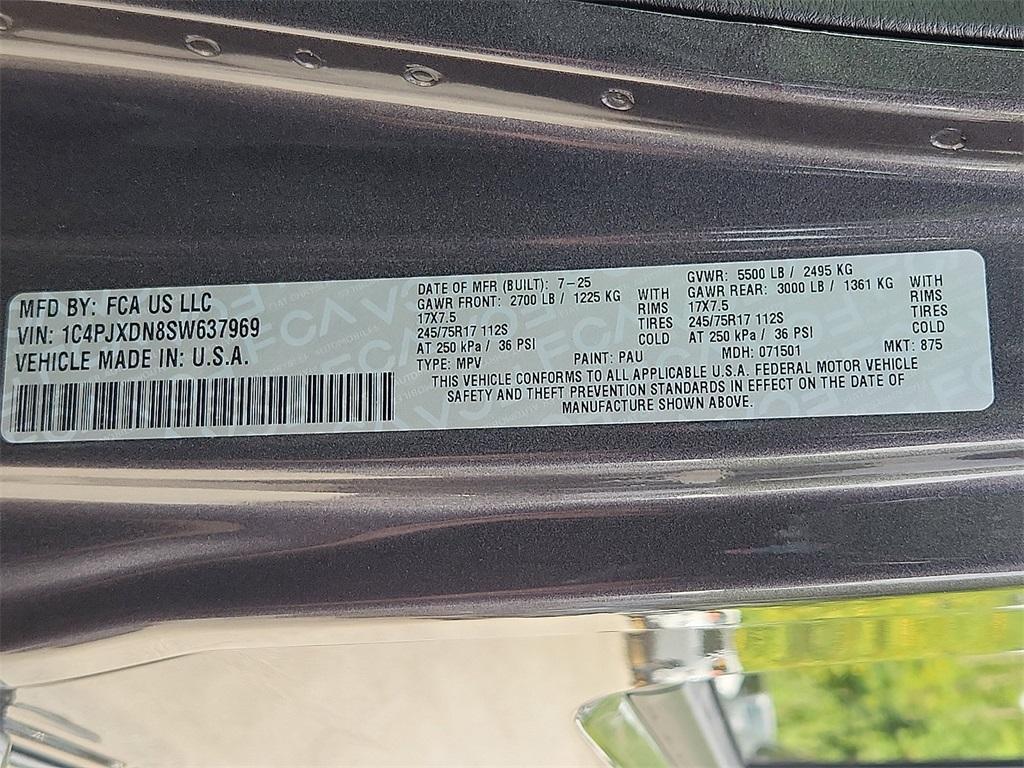 MFD BY: FCA US LLC
VIN: 1C4PJXDN8SW637969
VEHICLE MADE IN: U.S.A.
DATE OF MFR (BUILT): 7-25
GAWR FRONT: 2700 LB / 1225 KG WITH
17X7.5 RIMS
245/75R17 112S TIRES
AT 250 kPa / 36 PSI COLD
GVWR: 5500 LB / 2495 KG
GAWR REAR: 3000 LB / 1361 KG WITH
17X7.5 RIMS
245/75R17 112S TIRES
AT 250 kPa / 36 PSI COLD
TYPE: MPV PAINT: PAU MDH: 071501 MKT: 875
THIS VEHICLE CONFORMS TO ALL APPLICABLE U.S.A. FEDERAL MOTOR VEHICLE
SAFETY AND THEFT PREVENTION STANDARDS IN EFFECT ON THE DATE OF
MANUFACTURE SHOWN ABOVE.